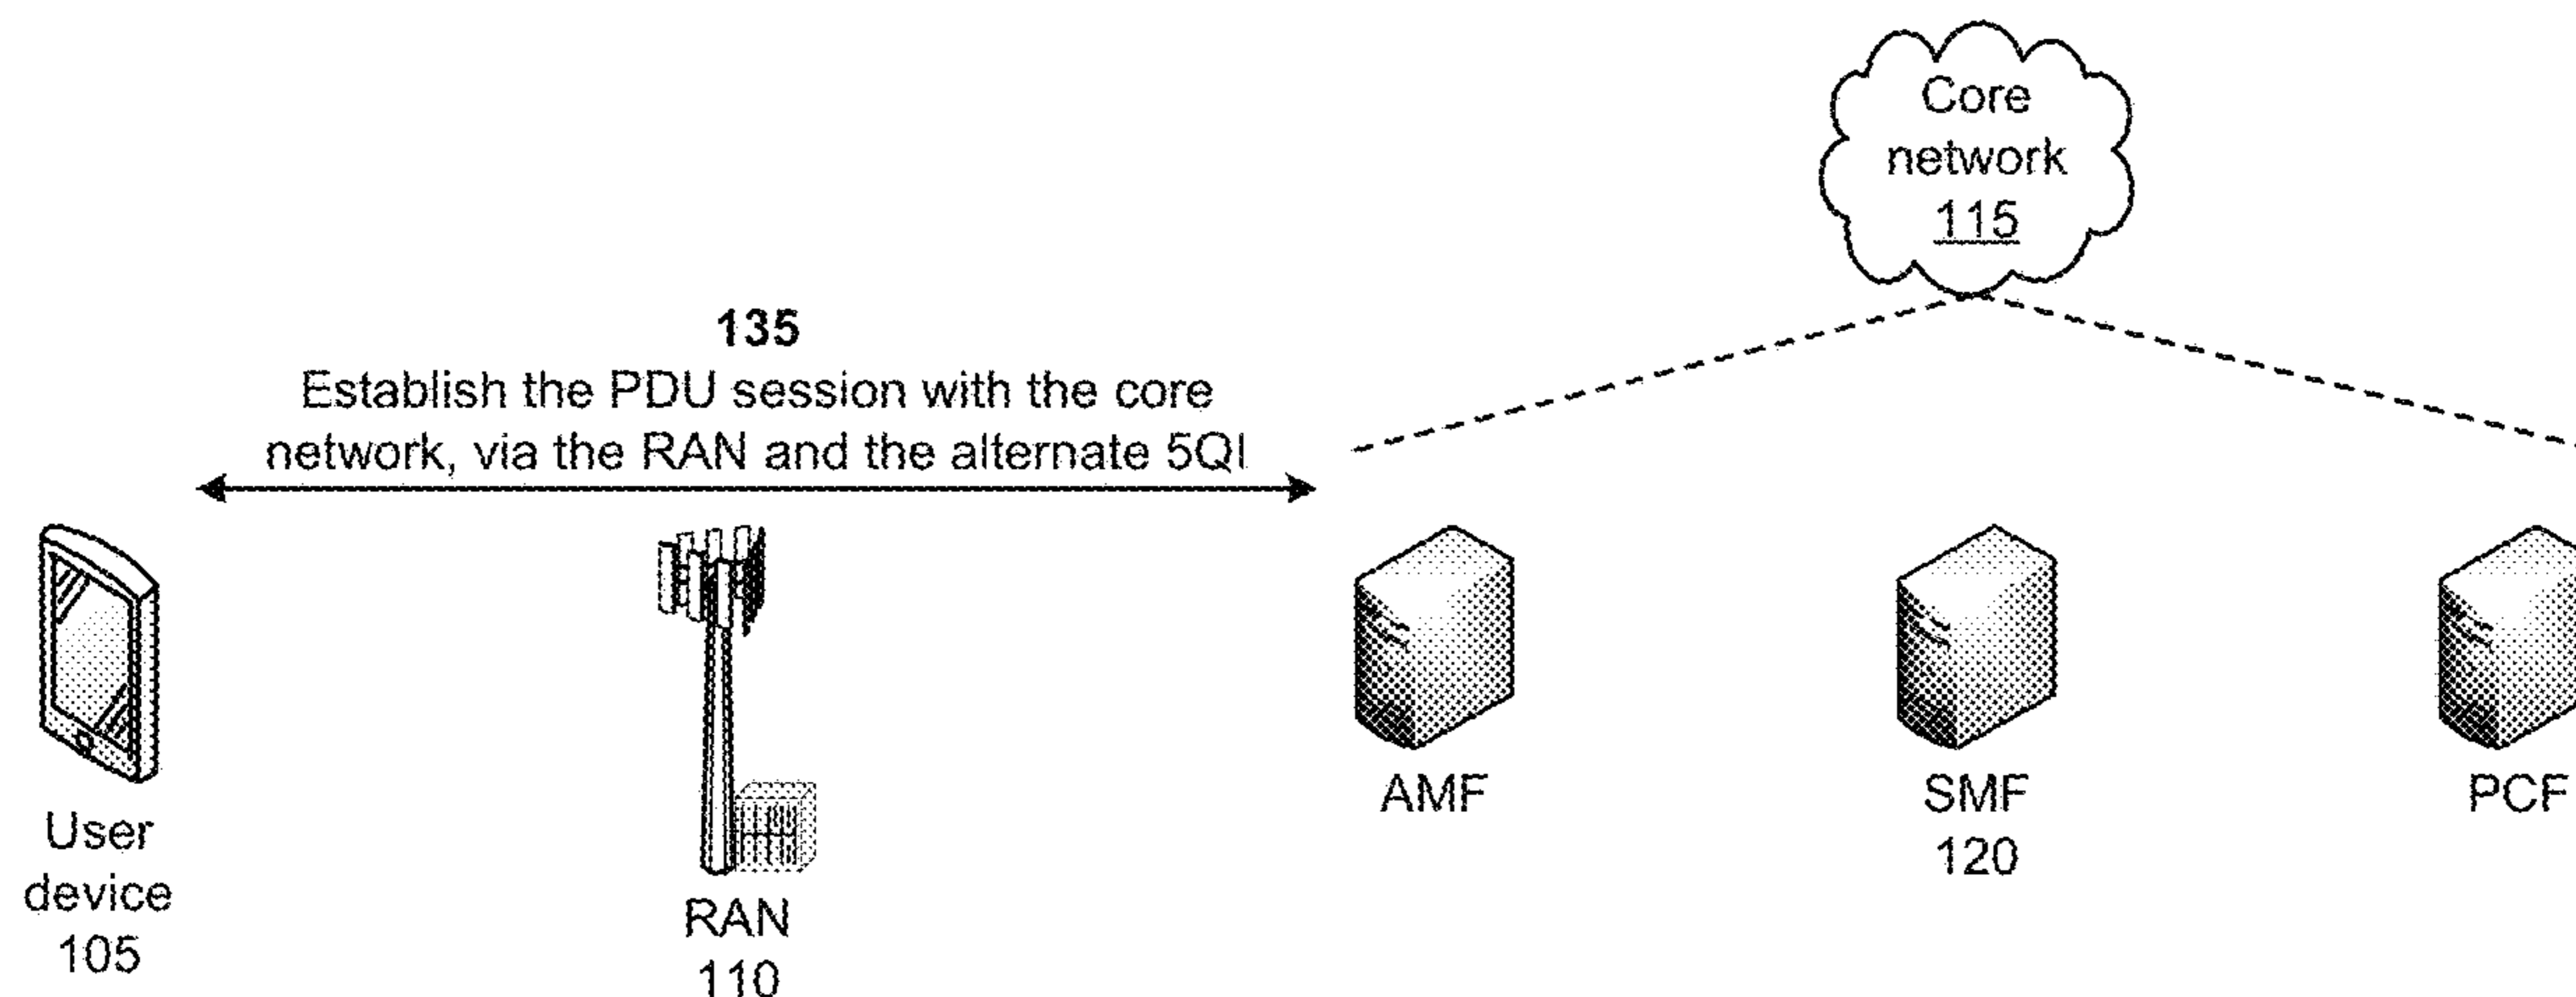 Core
network
115
135
Establish the PDU session with the core
network, via the RAN and the alternate 5QI
User
device
105
RAN
110
AMF
SMF
120
PCF